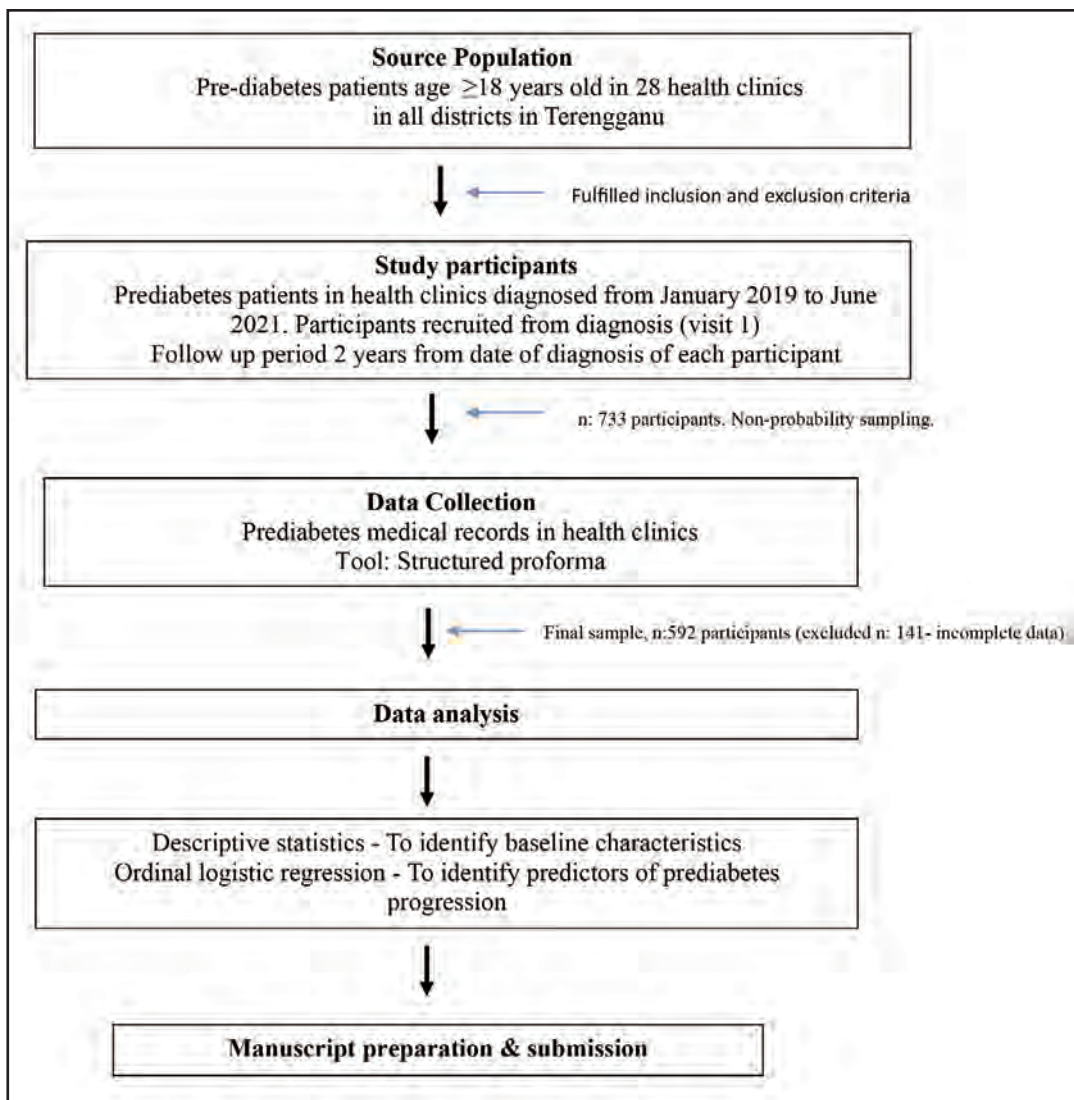 Source Population
Pre-diabetes patients age ≥18 years old in 28 health clinics
in all districts in Terengganu
Fulfilled inclusion and exclusion criteria
Study participants
Prediabetes patients in health clinics diagnosed from January 2019 to June
2021. Participants recruited from diagnosis (visit 1)
Follow up period 2 years from date of diagnosis of each participant
n: 733 participants. Non-probability sampling.
Data Collection
Prediabetes medical records in health clinics
Tool: Structured proforma
Final sample, n:592 participants (excluded n: 141- incomplete data)
Data analysis
Descriptive statistics - To identify baseline characteristics
Ordinal logistic regression - To identify predictors of prediabetes
progression
Manuscript preparation & submission